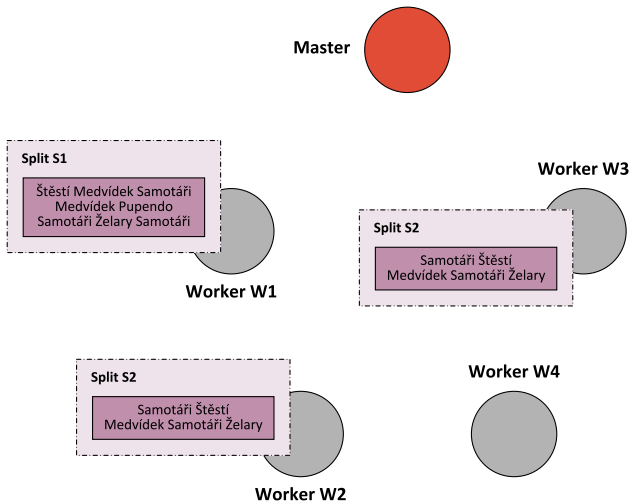 Master
Split S1
Štěstí Medvídek Samotáři
Medvídek Pupendo
Samotáři Želary Samotáři
Worker W1
Worker W3
Split S2
Samotáři Štěstí
Medvídek Samotáři Želary
Split S2
Samotáři Štěstí
Medvídek Samotáři Želary
Worker W2
Worker W4